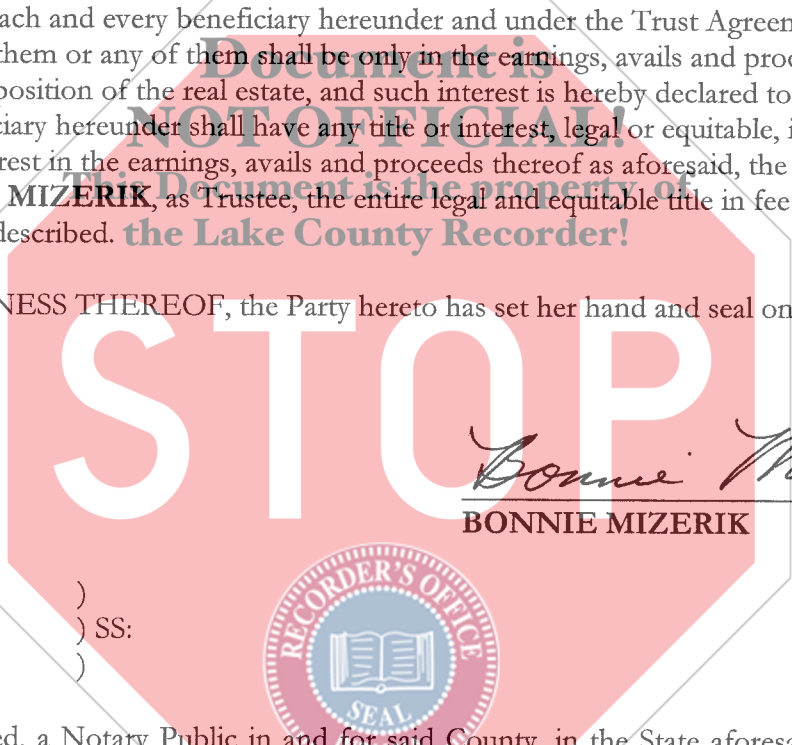 ach and every beneficiary hereunder and under the Trust Agreen
them or any of them shall be only in the earnings, avails and proc
Document is
position of the real estate, and such interest is hereby declared to
NOT OFFICIAL!
ciary hereunder shall have any title or interest, legal or equitable, i
rest in the earnings, avails and proceeds thereof as aforesaid, the
This Document is the property of
MIZERIK, as Trustee, the entire legal and equitable title in fee
described.
the Lake County Recorder!
NESS THEREOF, the Party hereto has set her hand and seal on
STOP
Bonnie
BONNIE MIZERIK
)
) SS:
)
RECORDER'S OFFICE
SEAL
ed, a Notary Public in and for said County, in the State aforesa